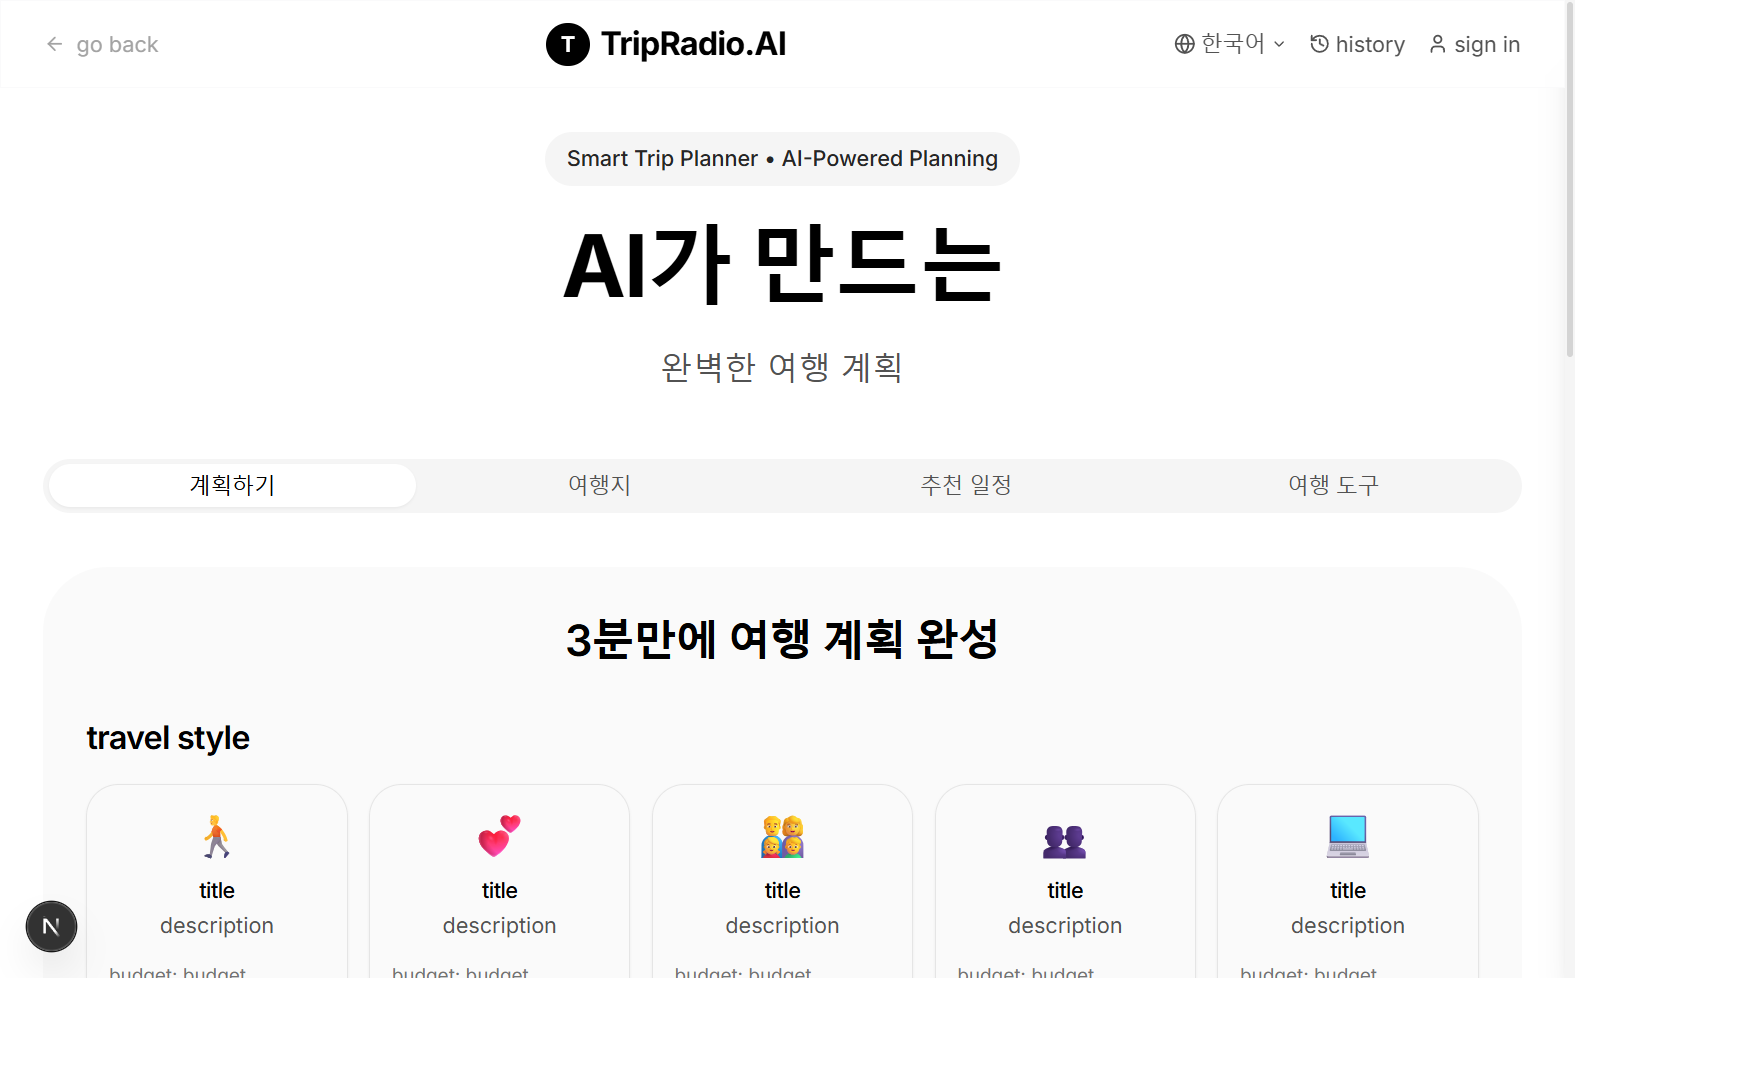 go back
T TripRadio.AI
한국어
history
sign in
Smart Trip Planner • AI-Powered Planning
AI가 만드는
완벽한 여행 계획
계획하기
여행지
추천 일정
여행 도구
3분만에 여행 계획 완성
travel style
title
description
budget: budget
title
description
budget: budget
title
description
budget: budget
title
description
budget: budget
title
description
budget: budget
N